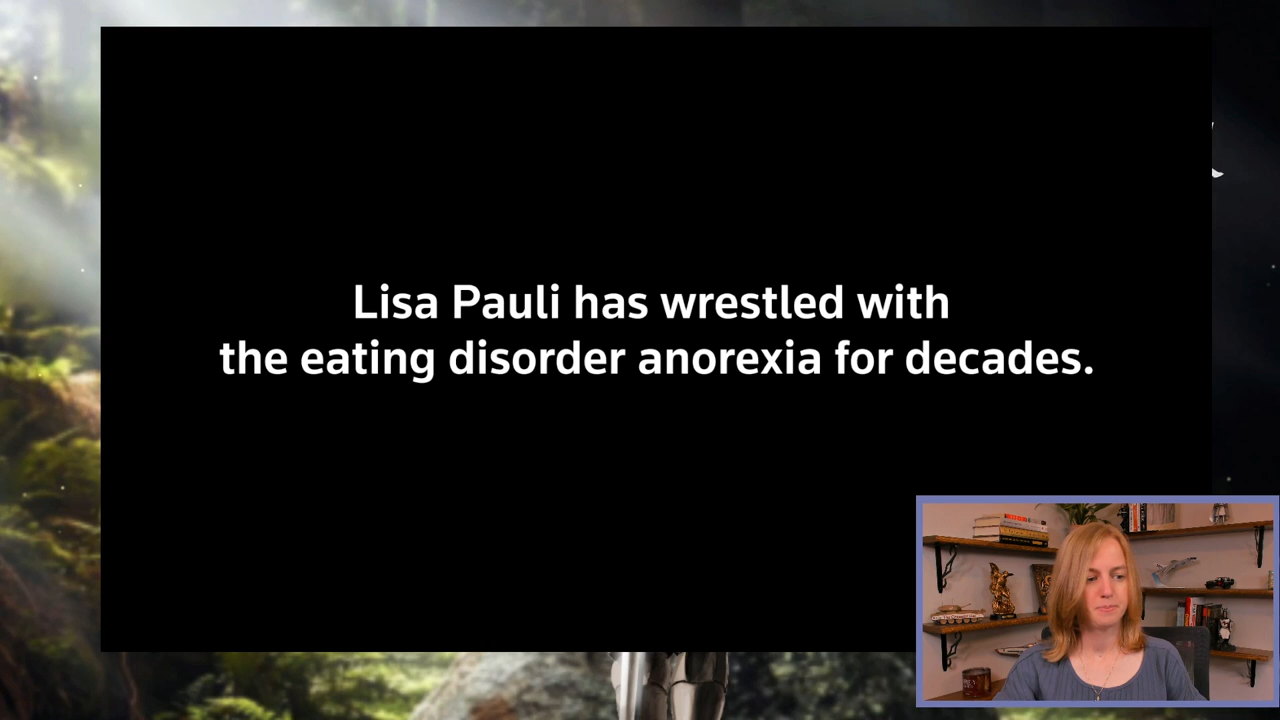 Lisa Pauli has wrestled with
the eating disorder anorexia for decades.